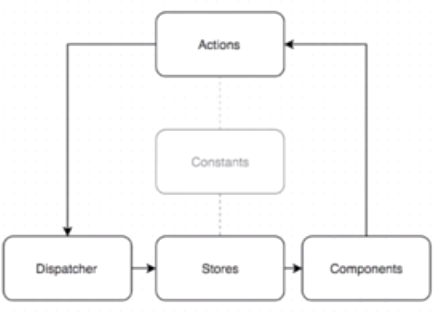 Actions
Constants
Dispatcher
Stores
Components